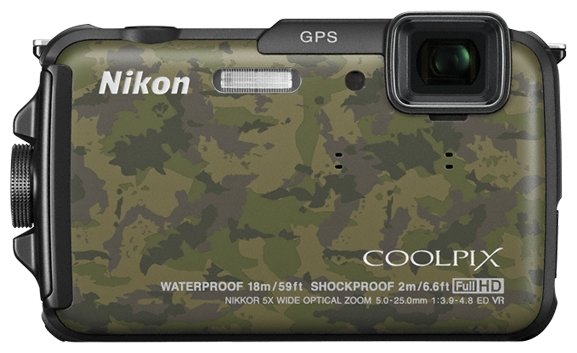 GPS
Nikon
COOLPIX
WATERPROOF 18m/59ft SHOCKPROOF 2m/6.6ft Full HD
NIKKOR 5X WIDE OPTICAL ZOOM 5.0-25.0mm 1:3.9-4.8 ED VR